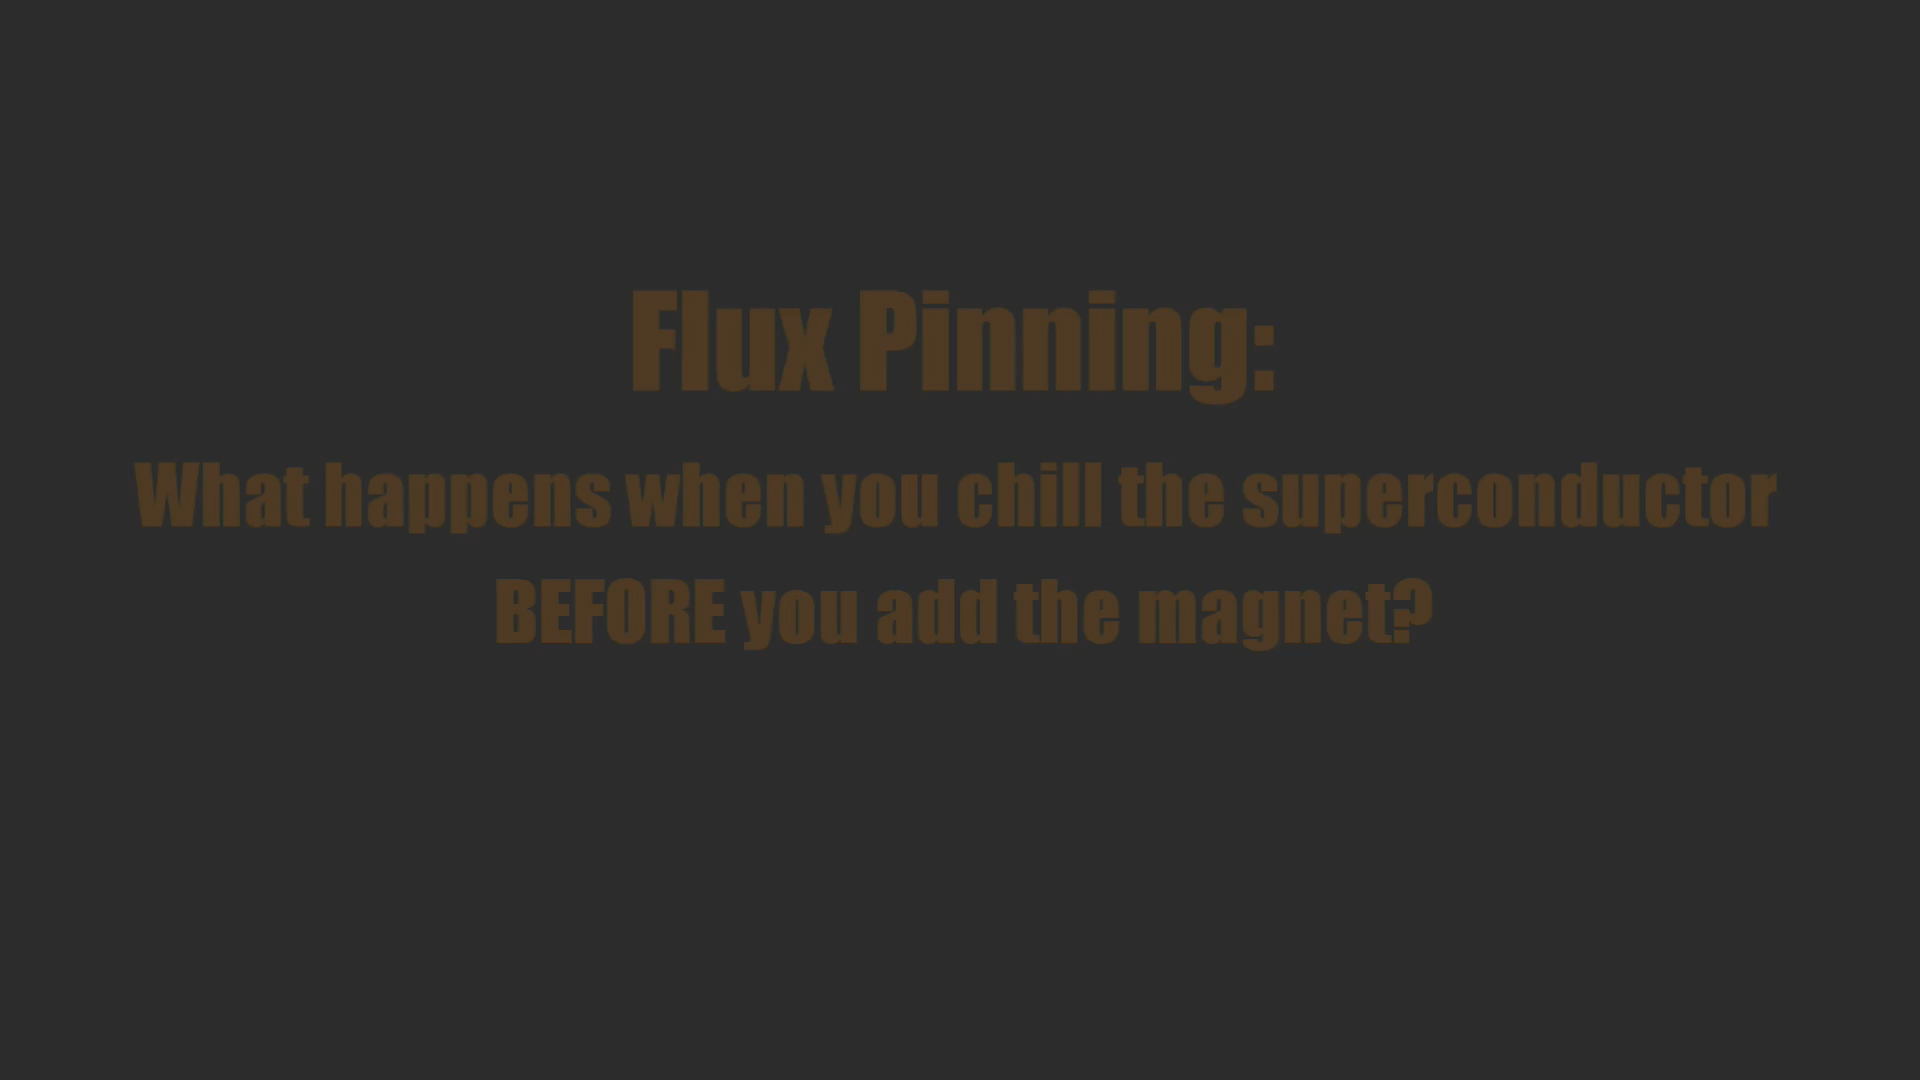 Flux Pinning:
What happens when you chill the superconductor
BEFORE you add the magnet?